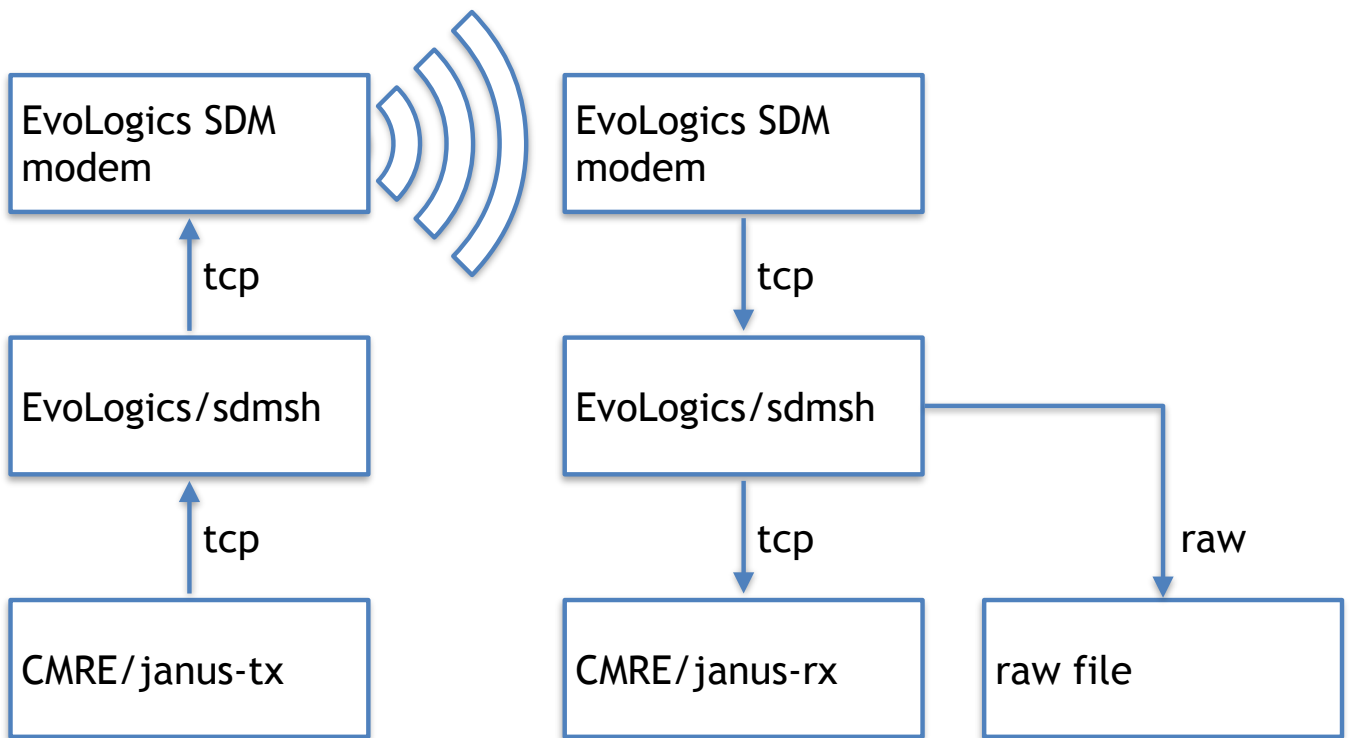 EvoLogics SDM
modem
EvoLogics SDM
modem
tcp
tcp
EvoLogics/sdmsh
EvoLogics/sdmsh
tcp
tcp
raw
CMRE/janus-tx
CMRE/janus-rx
raw file